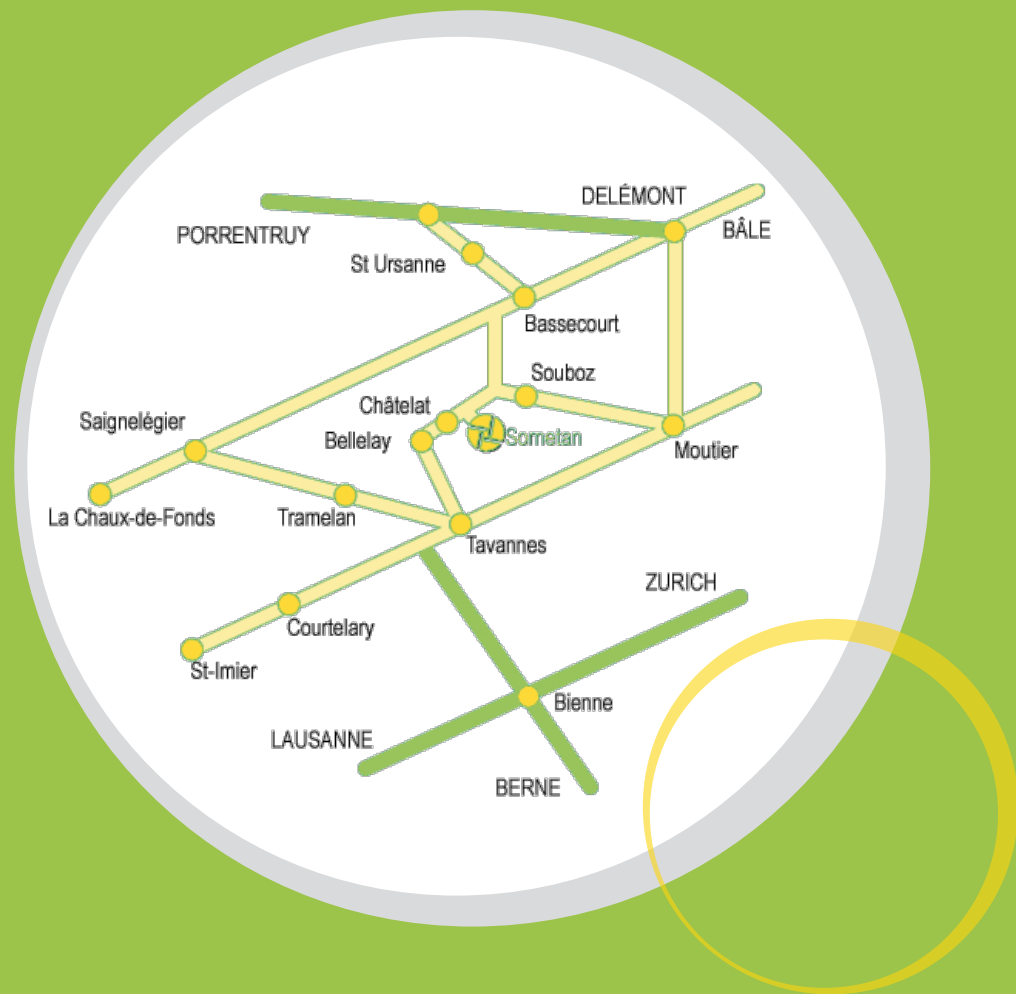 DELÉMONT
BÂLE
PORRENTRUY
St Ursanne
Bassecourt
Souboz
Châtelat
Saignelégier
Bellelay
Sornetan
Moutier
La Chaux-de-Fonds
Tramelan
Tavannes
ZURICH
Courtelary
St-Imier
Bienne
LAUSANNE
BERNE